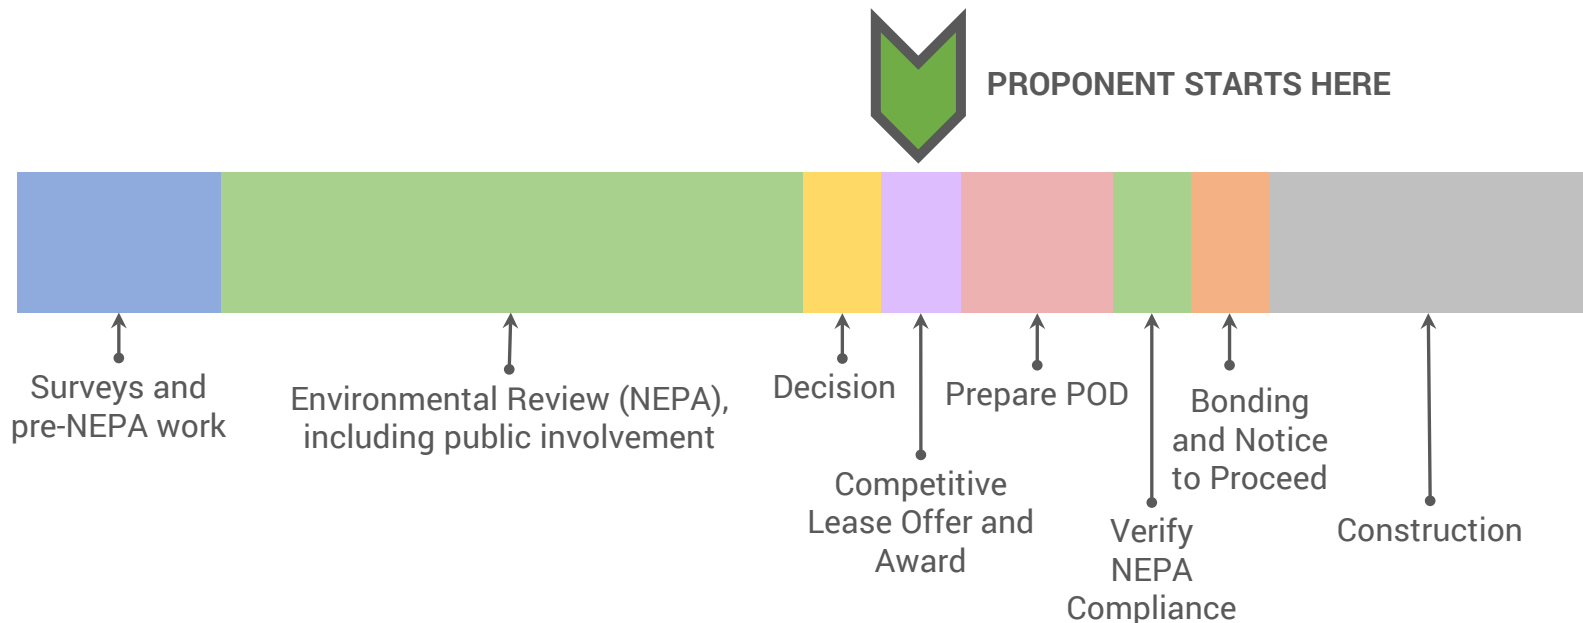 PROPONENT STARTS HERE
Surveys and
pre-NEPA work
Environmental Review (NEPA),
including public involvement
Decision
Competitive
Lease Offer and
Award
Prepare POD
Verify
NEPA
Compliance
Bonding
and Notice
to Proceed
Construction